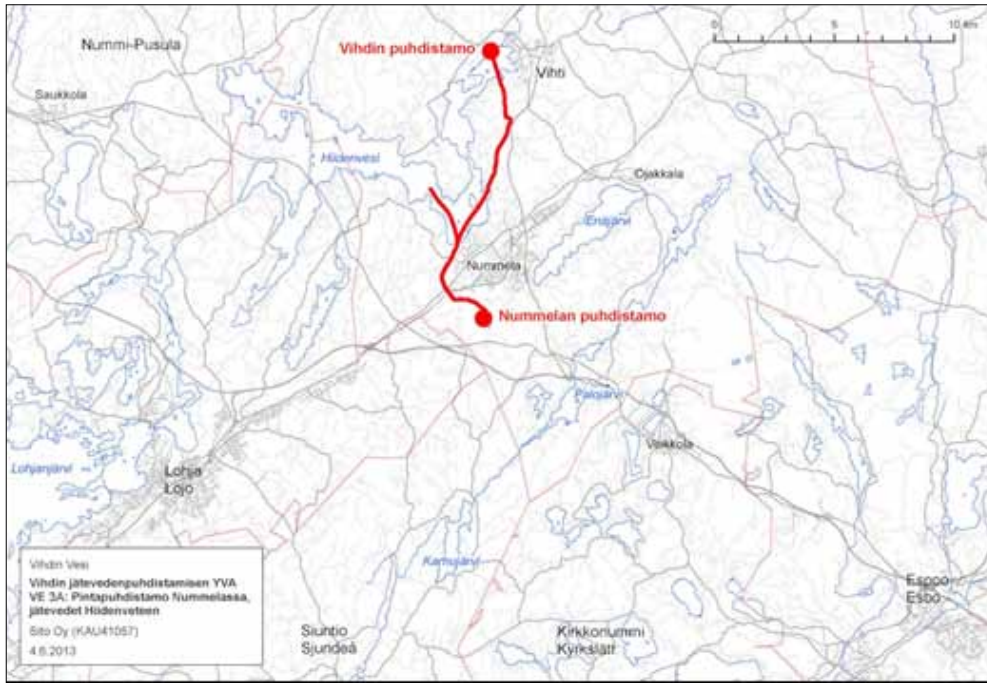 Nummi-Pusula
Vihdin puhdistamo
Vihti
0 5 10 km
Saukkola
Hiidenvesi
Ojakkala
Enäjärvi
Nummela
Nummelan puhdistamo
Palojärvi
Veikkola
Lohjanjärvi
Lohja
Lojo
Karhujärvi
Espoo
Esbo
Siuntio
Sjundeå
Kirkkonummi
Kyrkslätt
Vihdin Vesi
Vihdin jätevedenpuhdistamisen YVA
VE 3A: Pintapuhdistamo Nummelassa,
jätevedet Hiidenveteen
Sito Oy (KAU41057)
4.6.2013